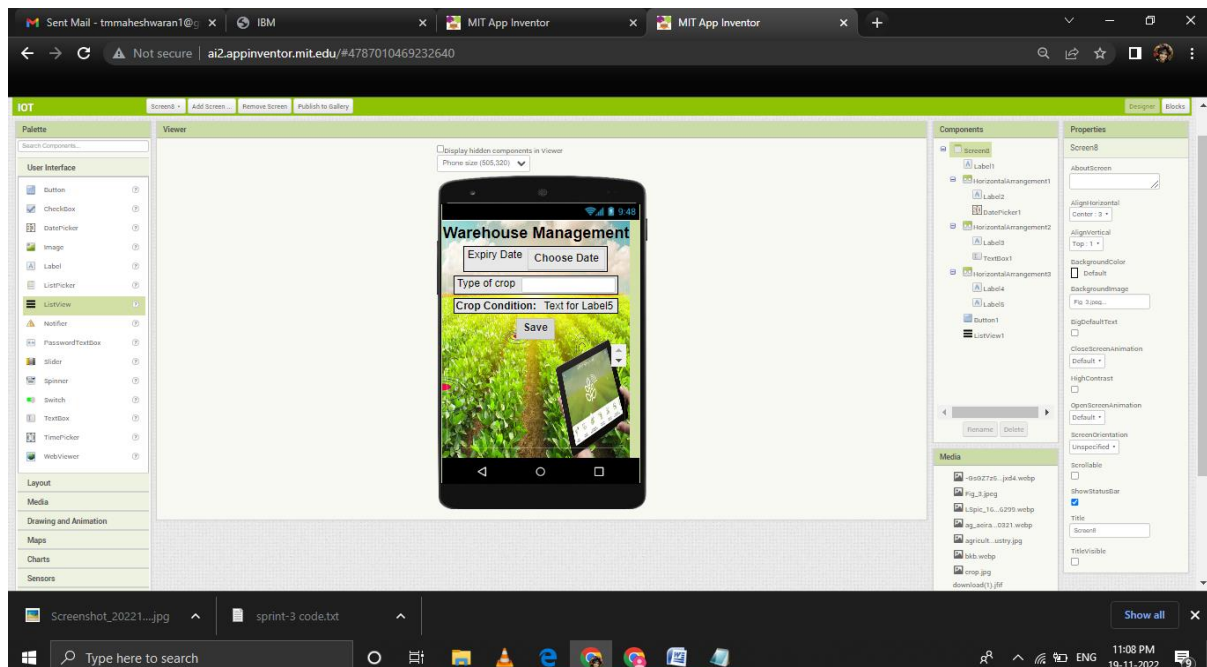 Sent Mail - tmmaheshwaran1@g
IBM
MIT App Inventor
MIT App Inventor
Not secure | ai2.appinventor.mit.edu/#4787010469232640
IOT
Screen8
Add Screen ...
Remove Screen
Publish to Gallery
Designer
Blocks
Palette
Search Components...
User Interface
Button
CheckBox
DatePicker
Image
Label
ListPicker
ListView
Notifier
PasswordTextBox
Slider
Spinner
Switch
TextBox
TimePicker
WebViewer
Layout
Media
Drawing and Animation
Maps
Charts
Sensors
Viewer
Display hidden components in Viewer
Phone size (505,320)
9:48
Warehouse Management
Expiry Date
Choose Date
Type of crop
Crop Condition: Text for Label5
Save
Components
Screen8
Label1
HorizontalArrangement1
Label2
DatePicker1
HorizontalArrangement2
Label3
TextBox1
HorizontalArrangement3
Label4
Label5
Button1
ListView1
Rename
Delete
Media
Fig_3.jpeg
LSpic_16...6299.webp
agricult...ustry.jpg
bkb.webp
crop.jpg
download(1).jfif
Properties
Screen8
AboutScreen
AlignHorizontal
Center : 3
AlignVertical
Top : 1
BackgroundColor
Default
BackgroundImage
Fig_3.jpeg...
BigDefaultText
CloseScreenAnimation
Default
HighContrast
OpenScreenAnimation
Default
ScreenOrientation
Unspecified
Scrollable
ShowStatusBar
Title
Screen8
TitleVisible
Screenshot_20221....jpg
sprint-3 code.txt
Show all
Type here to search
ENG
11:08 PM
19-11-2022